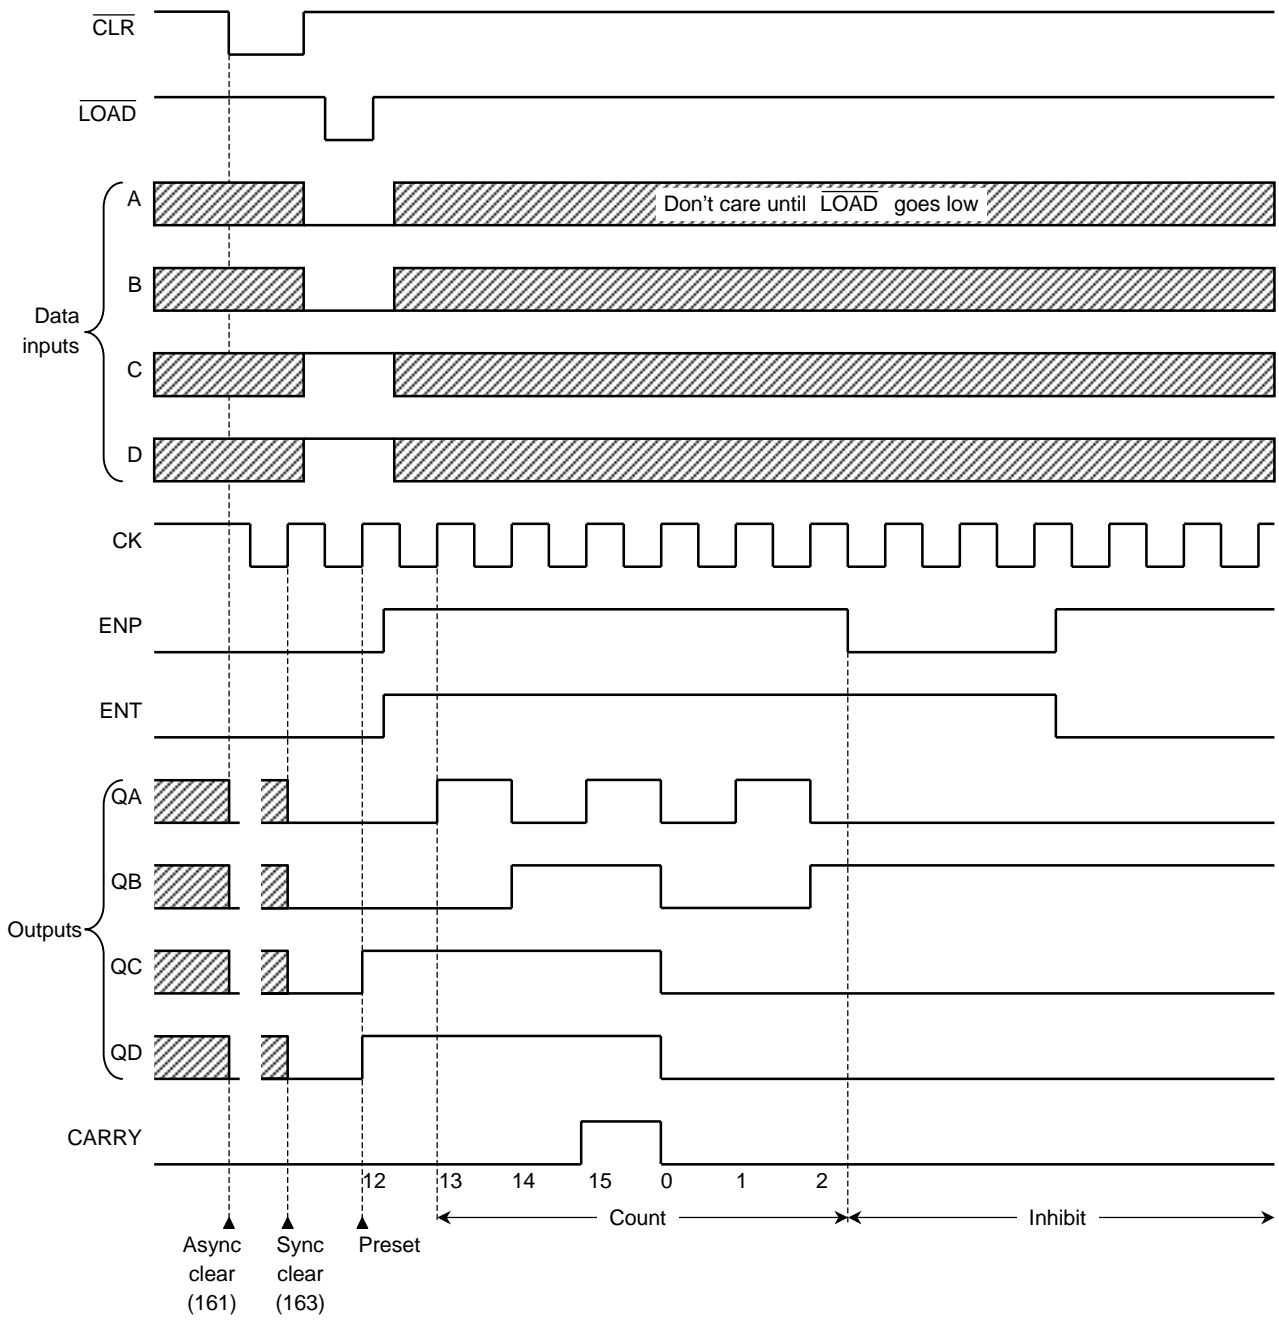 CLR
LOAD
A
Don't care until LOAD goes low
B
Data
inputs
C
D
CK
ENP
ENT
QA
QB
Outputs
QC
QD
CARRY
12 13 14 15 0 1 2
Count Inhibit
Async
clear
(161)
Sync
clear
(163)
Preset